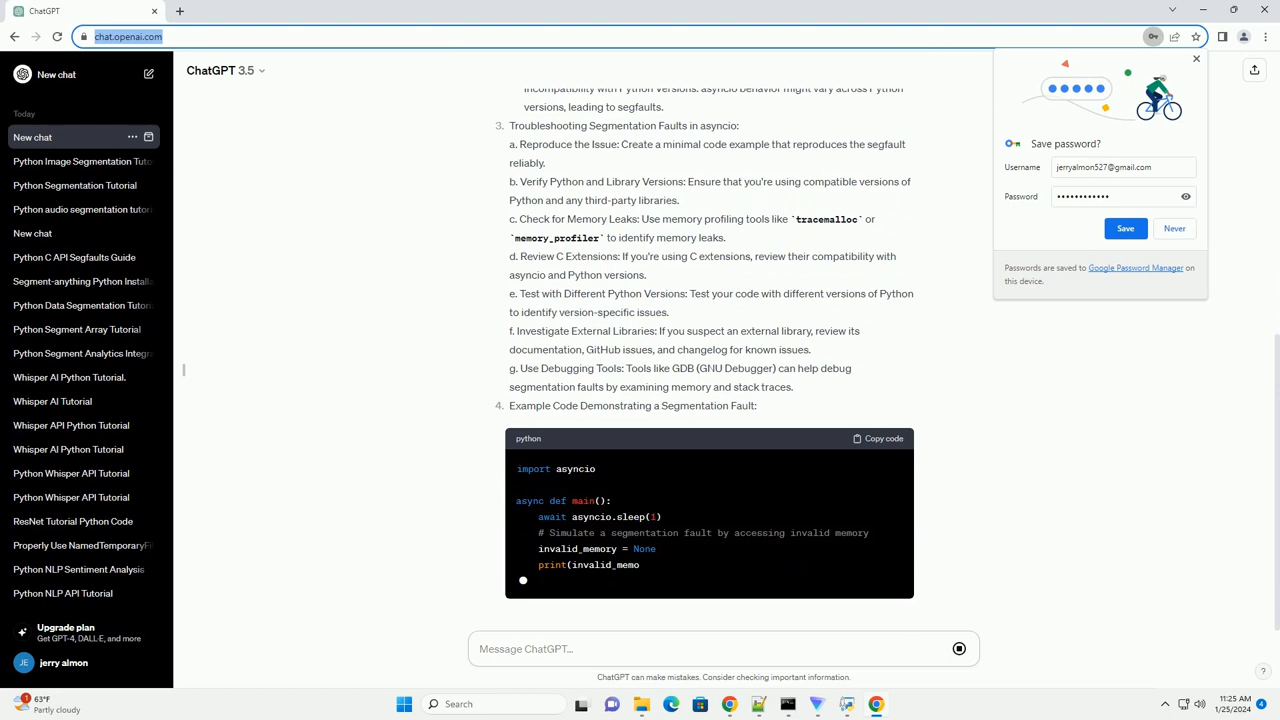 ChatGPT
chat.openai.com
New chat
Today
New chat
Python Image Segmentation Tuto
Python Segmentation Tutorial
Python audio segmentation tutor
New chat
Python C API Segfaults Guide
Segment-anything Python Installa
Python Data Segmentation Tutor
Python Segment Array Tutorial
Python Segment Analytics Integra
Whisper AI Python Tutorial.
Whisper AI Tutorial
Python Whisper API Tutorial
Whisper AI Python Tutorial
Python Whisper API Tutorial
Python Whisper API Tutorial
ResNet Tutorial Python Code
Properly Use NamedTemporaryFi
Python NLP Sentiment Analysis
Python NLP API Tutorial
Upgrade plan
Get GPT-4, DALL·E, and more
JE jerry almon
ChatGPT 3.5
incompatibility with Python Versions: asyncio behavior might vary across Python
versions, leading to segfaults.
3. Troubleshooting Segmentation Faults in asyncio:
a. Reproduce the Issue: Create a minimal code example that reproduces the segfault
reliably.
b. Verify Python and Library Versions: Ensure that you're using compatible versions of
Python and any third-party libraries.
c. Check for Memory Leaks: Use memory profiling tools like `tracemalloc` or
`memory_profiler` to identify memory leaks.
d. Review C Extensions: If you're using C extensions, review their compatibility with
asyncio and Python versions.
e. Test with Different Python Versions: Test your code with different versions of Python
to identify version-specific issues.
f. Investigate External Libraries: If you suspect an external library, review its
documentation, GitHub issues, and changelog for known issues.
g. Use Debugging Tools: Tools like GDB (GNU Debugger) can help debug
segmentation faults by examining memory and stack traces.
4. Example Code Demonstrating a Segmentation Fault:
python
Copy code
import asyncio
async def main():
await asyncio.sleep(1)
# Simulate a segmentation fault by accessing invalid memory
invalid_memory = None
print(invalid_memo
Message ChatGPT...
ChatGPT can make mistakes. Consider checking important information.
Save password?
Username jerryalmon527@gmail.com
Password ••••••••••••
Save
Never
Passwords are saved to Google Password Manager on
this device.
?
1
63°F
Partly cloudy
Search
11:25 AM
1/25/2024
4